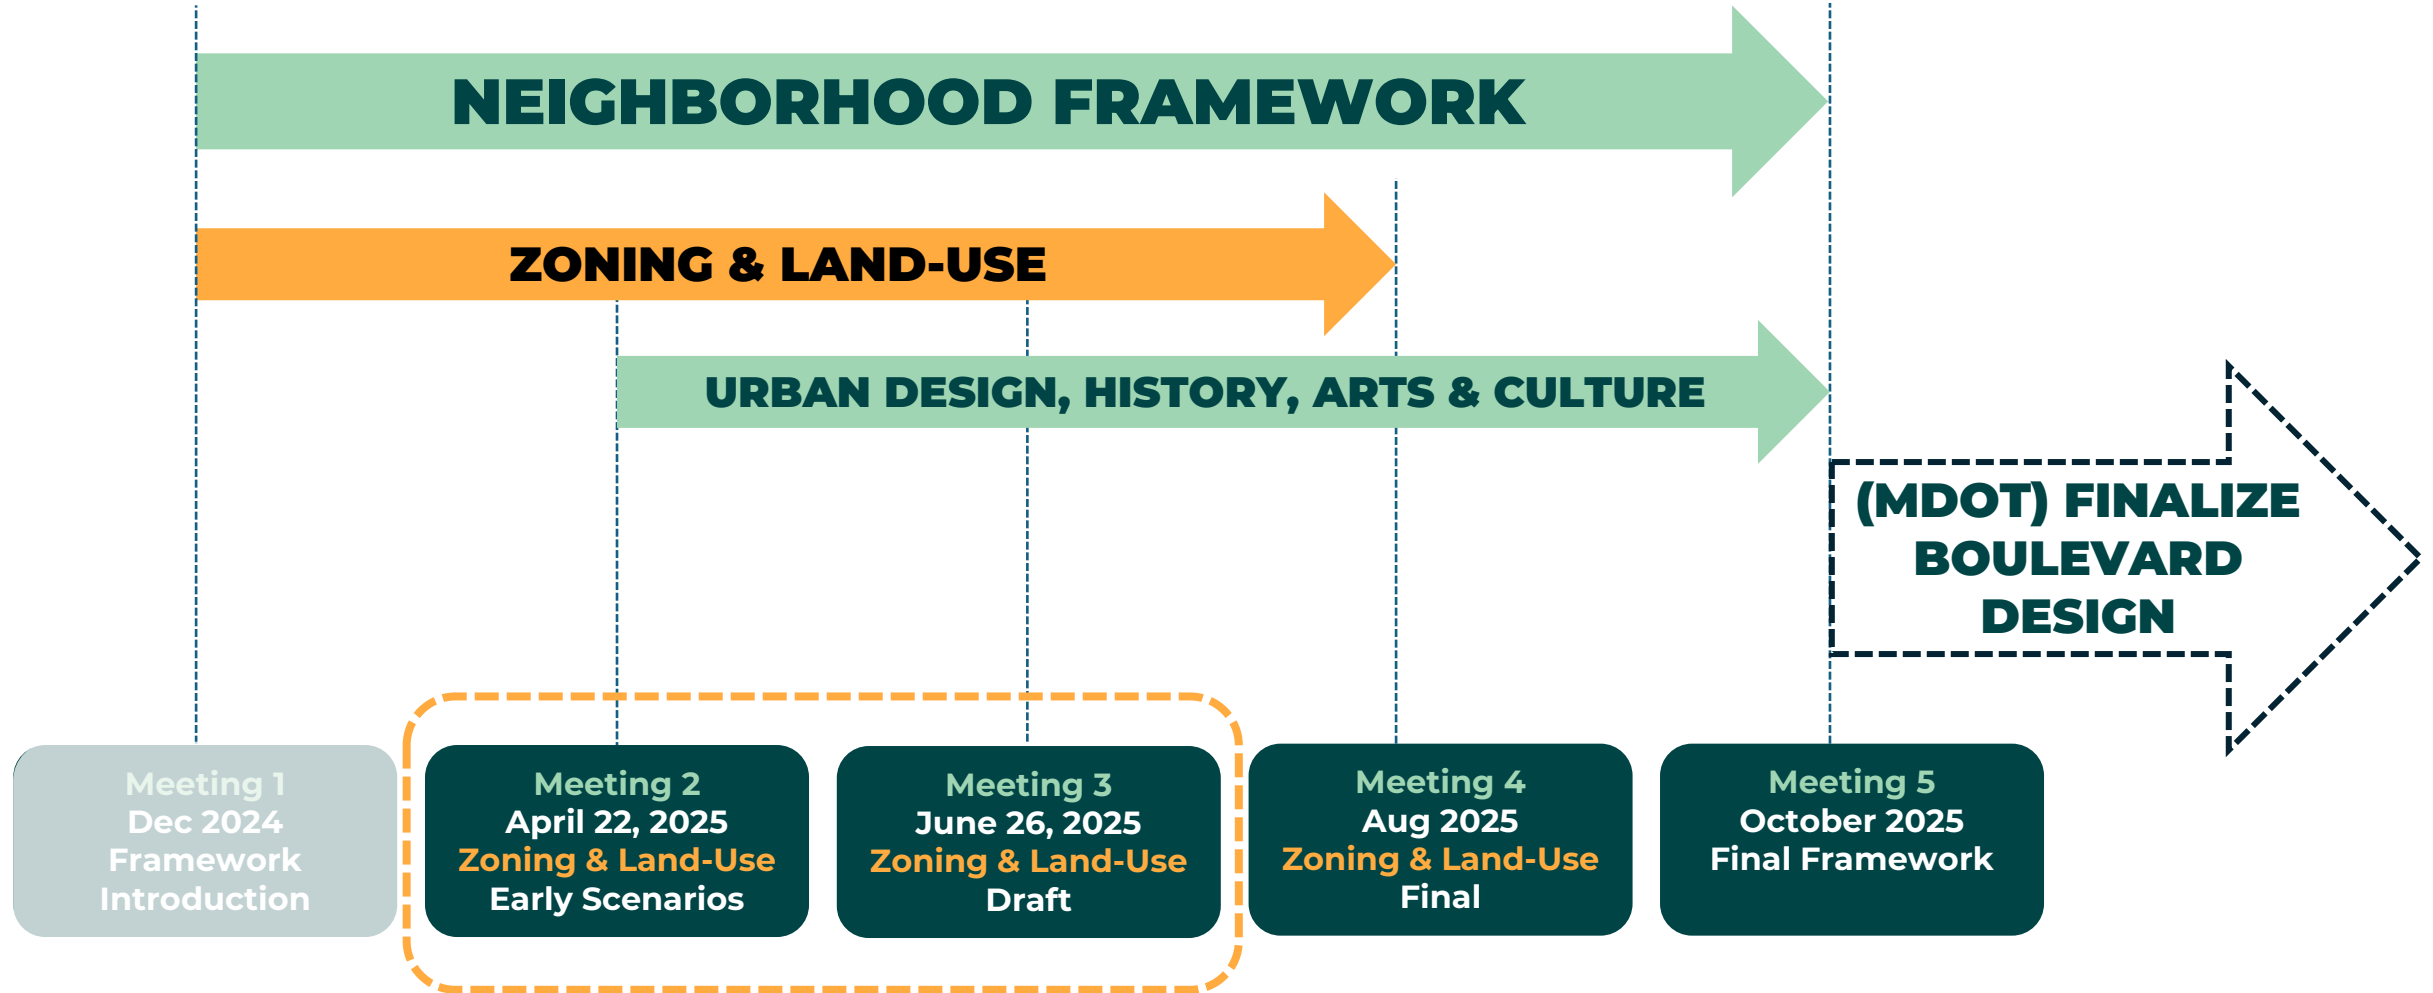 NEIGHBORHOOD FRAMEWORK
ZONING & LAND-USE
URBAN DESIGN, HISTORY, ARTS & CULTURE
(MDOT) FINALIZE
BOULEVARD
DESIGN
Meeting 1
Dec 2024
Framework
Introduction
Meeting 2
April 22, 2025
Zoning & Land-Use
Early Scenarios
Meeting 3
June 26, 2025
Zoning & Land-Use
Draft
Meeting 4
Aug 2025
Zoning & Land-Use
Final
Meeting 5
October 2025
Final Framework